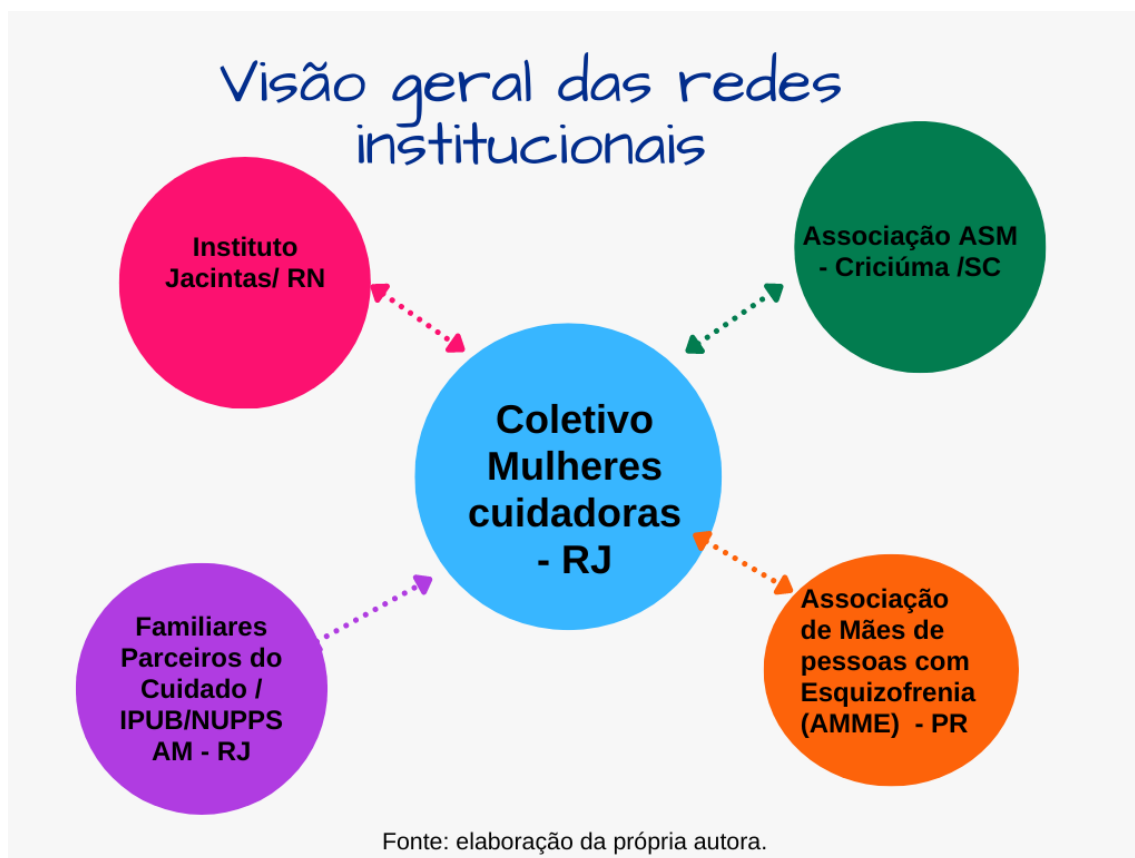 Visão geral das redes
institucionais
Instituto
Jacintas/ RN
Associação ASM
- Criciúma /SC
Coletivo
Mulheres
cuidadoras
- RJ
Familiares
Parceiros do
Cuidado /
IPUB/NUPPS
AM - RJ
Associação
de Mães de
pessoas com
Esquizofrenia
(AMME)  - PR
Fonte: elaboração da própria autora.